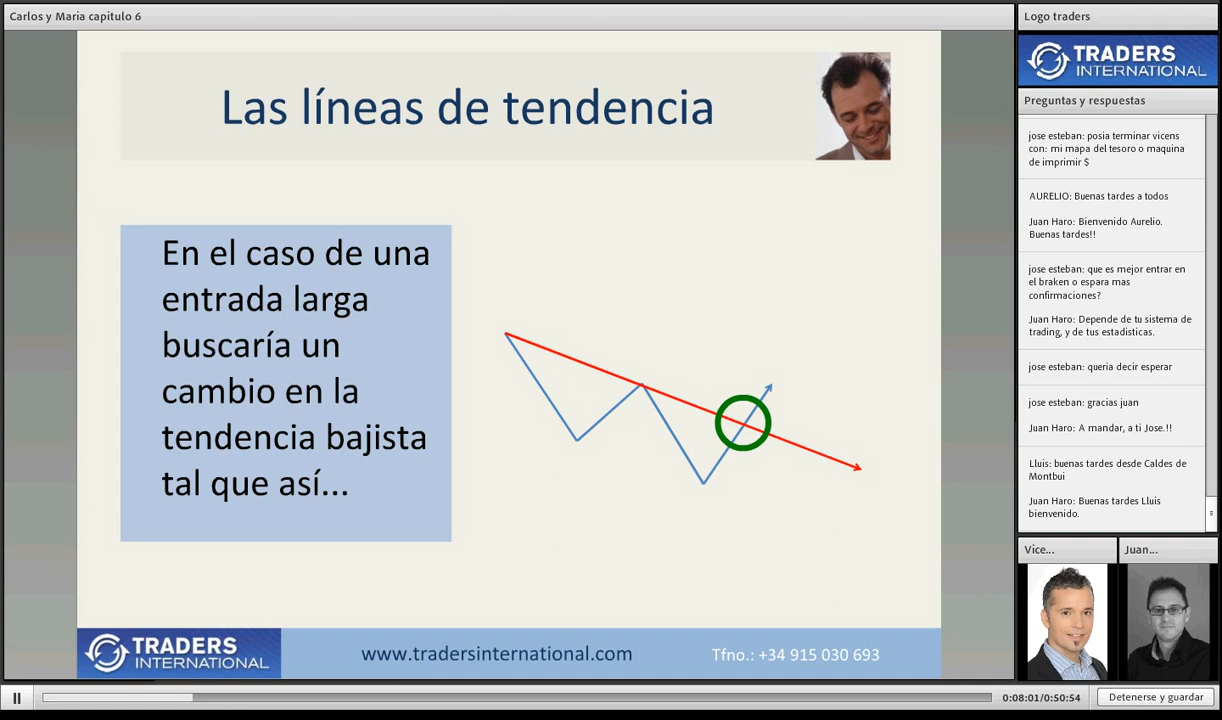 Carlos y Maria capitulo 6
Las líneas de tendencia
En el caso de una
entrada larga
buscaría un
cambio en la
tendencia bajista
tal que así...
TRADERS
INTERNATIONAL
www.tradersinternational.com
Tfno.: +34 915 030 693
Logo traders
TRADERS
INTERNATIONAL
Preguntas y respuestas
jose esteban: posia terminar vicens
con: mi mapa del tesoro o maquina
de imprimir $
AURELIO: Buenas tardes a todos
Juan Haro: Bienvenido Aurelio.
Buenas tardes!!
jose esteban: que es mejor entrar en
el braken o espara mas
confirmaciones?
Juan Haro: Depende de tu sistema de
trading, y de tus estadisticas.
jose esteban: queria decir esperar
jose esteban: gracias juan
Juan Haro: A mandar, a ti Jose.!!
Lluis: buenas tardes desde Caldes de
Montbui
Juan Haro: Buenas tardes Lluis
bienvenido.
Vice...
Juan...
0:08:01/0:50:54
Detenerse y guardar